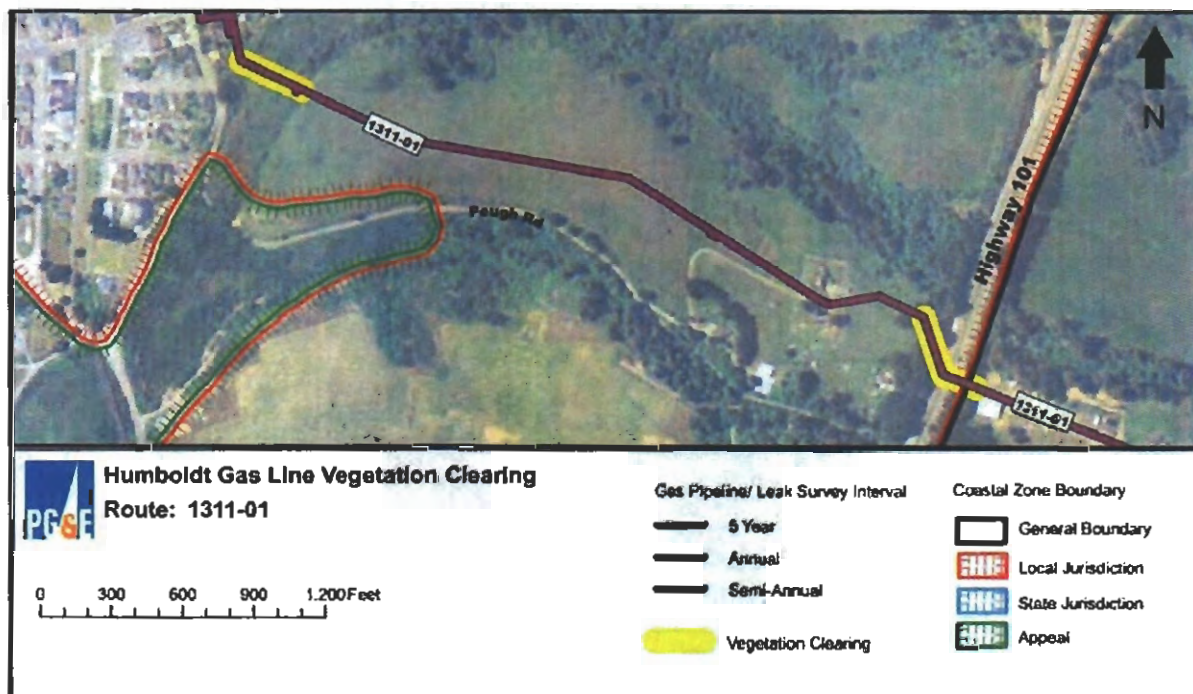 1311-01
N
Highway 101
Pough Rd
1311-01
PG&E
Humboldt Gas Line Vegetation Clearing
Route: 1311-01
0 300 600 900 1,200 Feet
Gas Pipeline/ Leak Survey Interval
5 Year
Annual
Semi-Annual
Vegetation Clearing
Coastal Zone Boundary
General Boundary
Local Jurisdiction
State Jurisdiction
Appeal